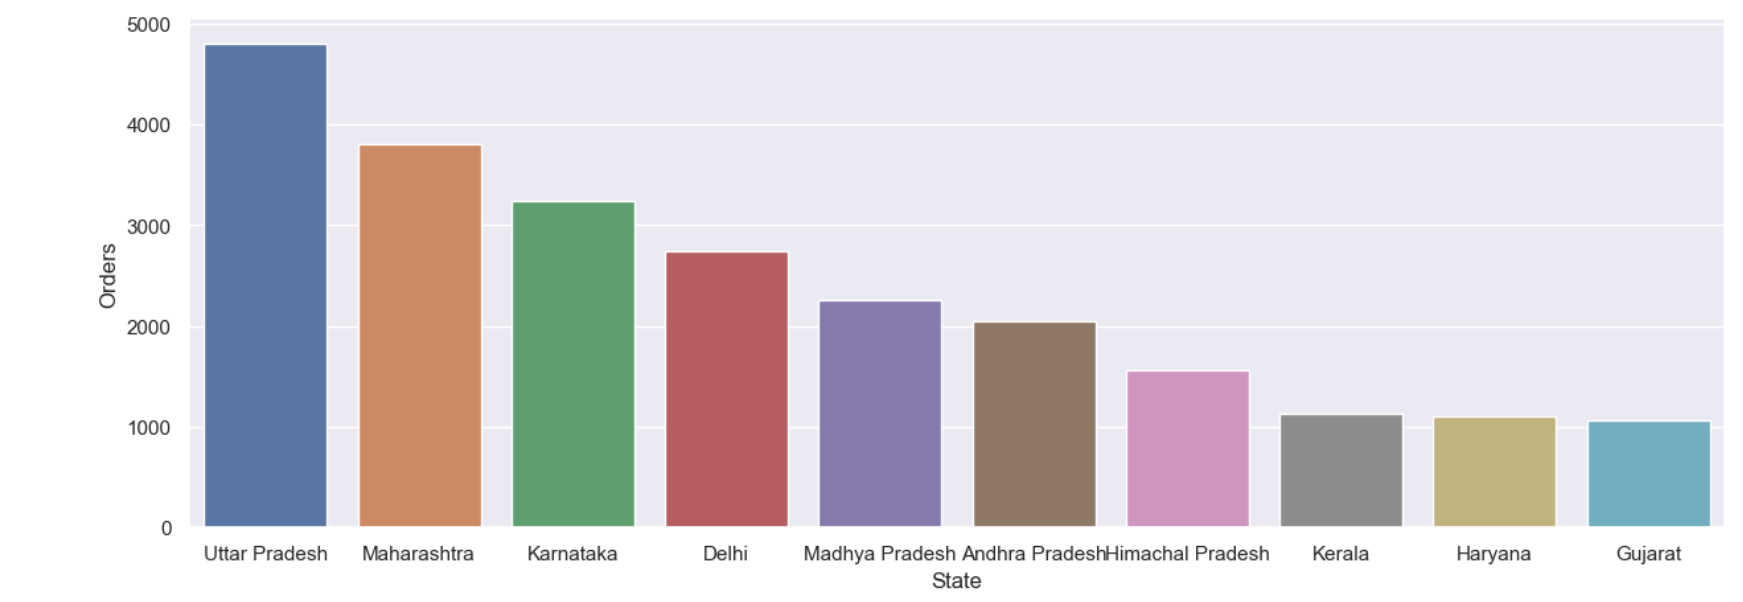 5000
4000
3000
2000
1000
0
Orders
Uttar Pradesh Maharashtra Karnataka Delhi Madhya Pradesh Andhra Pradesh Himachal Pradesh Kerala Haryana Gujarat
State